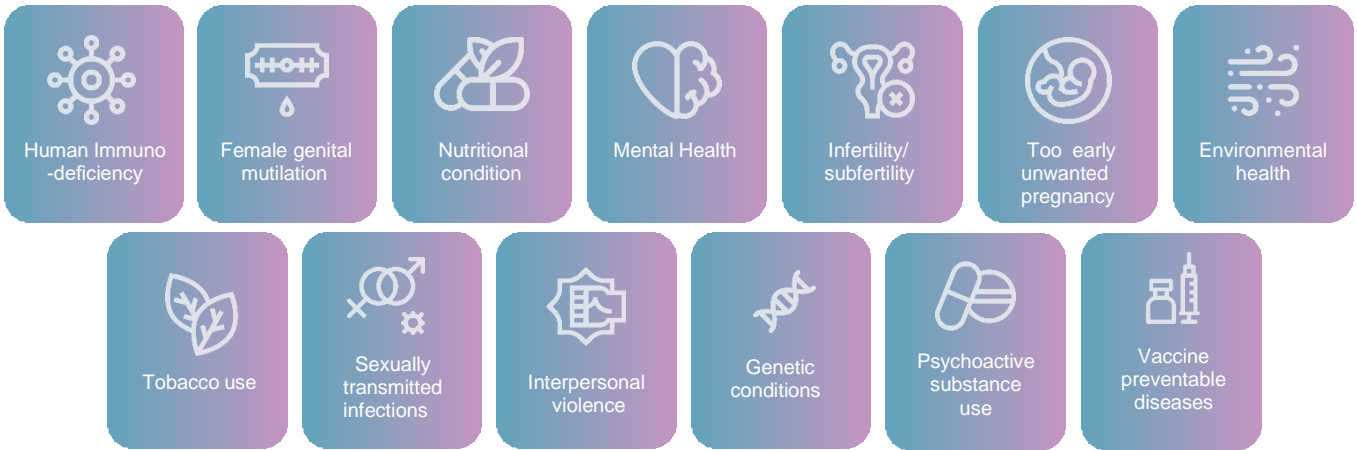 Human Immuno
-deficiency
Female genital
mutilation
Nutritional
condition
Mental Health
Infertility/
subfertility
Too early
unwanted
pregnancy
Environmental
health
Tobacco use
Sexually
transmitted
infections
Interpersonal
violence
Genetic
conditions
Psychoactive
substance
use
Vaccine
preventable
diseases